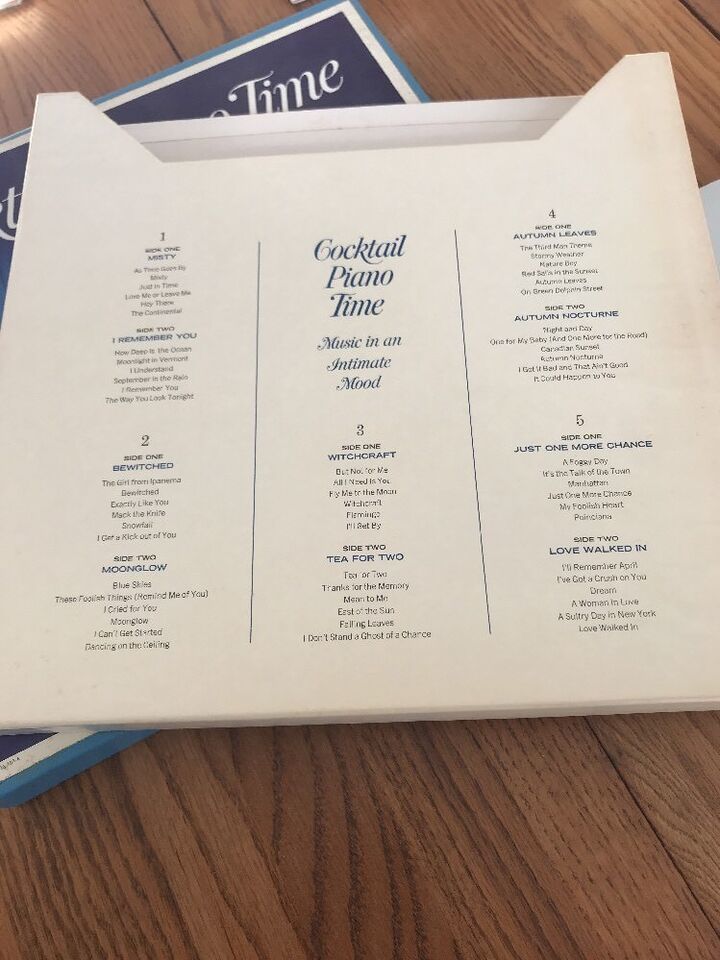 Time
1
SIDE ONE
MISTY
As Time Goes By
Misty
Just in Time
Love Me or Leave Me
Hey There
The Continental
SIDE TWO
I REMEMBER YOU
How Deep Is the Ocean
Moonlight in Vermont
I Understand
September in the Rain
I Remember You
The Way You Look Tonight
2
SIDE ONE
BEWITCHED
The Girl from Ipanema
Bewitched
Exactly Like You
Mack the Knife
Snowfall
I Get a Kick out of You
SIDE TWO
MOONGLOW
Blue Skies
These Foolish Things (Remind Me of You)
I Cried for You
Moonglow
I Can't Get Started
Dancing on the Ceiling
Cocktail
Piano
Time
Music in an
Intimate
Mood
3
SIDE ONE
WITCHCRAFT
But Not for Me
All I Need Is You
Fly Me to the Moon
Witchcraft
Flamingo
I'll Get By
SIDE TWO
TEA FOR TWO
Tea for Two
Thanks for the Memory
Mean to Me
East of the Sun
Falling Leaves
I Don't Stand a Ghost of a Chance
4
SIDE ONE
AUTUMN LEAVES
The Third Man Theme
Stormy Weather
Nature Boy
Red Sails in the Sunset
Autumn Leaves
On Green Dolphin Street
SIDE TWO
AUTUMN NOCTURNE
Night and Day
One for My Baby (And One More for the Road)
Canadian Sunset
Autumn Nocturne
I Got It Bad and That Ain't Good
It Could Happen to You
5
SIDE ONE
JUST ONE MORE CHANCE
A Foggy Day
It's the Talk of the Town
Manhattan
Just One More Chance
My Foolish Heart
Poinciana
SIDE TWO
LOVE WALKED IN
I'll Remember April
I've Got a Crush on You
Dream
A Woman in Love
A Sultry Day in New York
Love Walked In